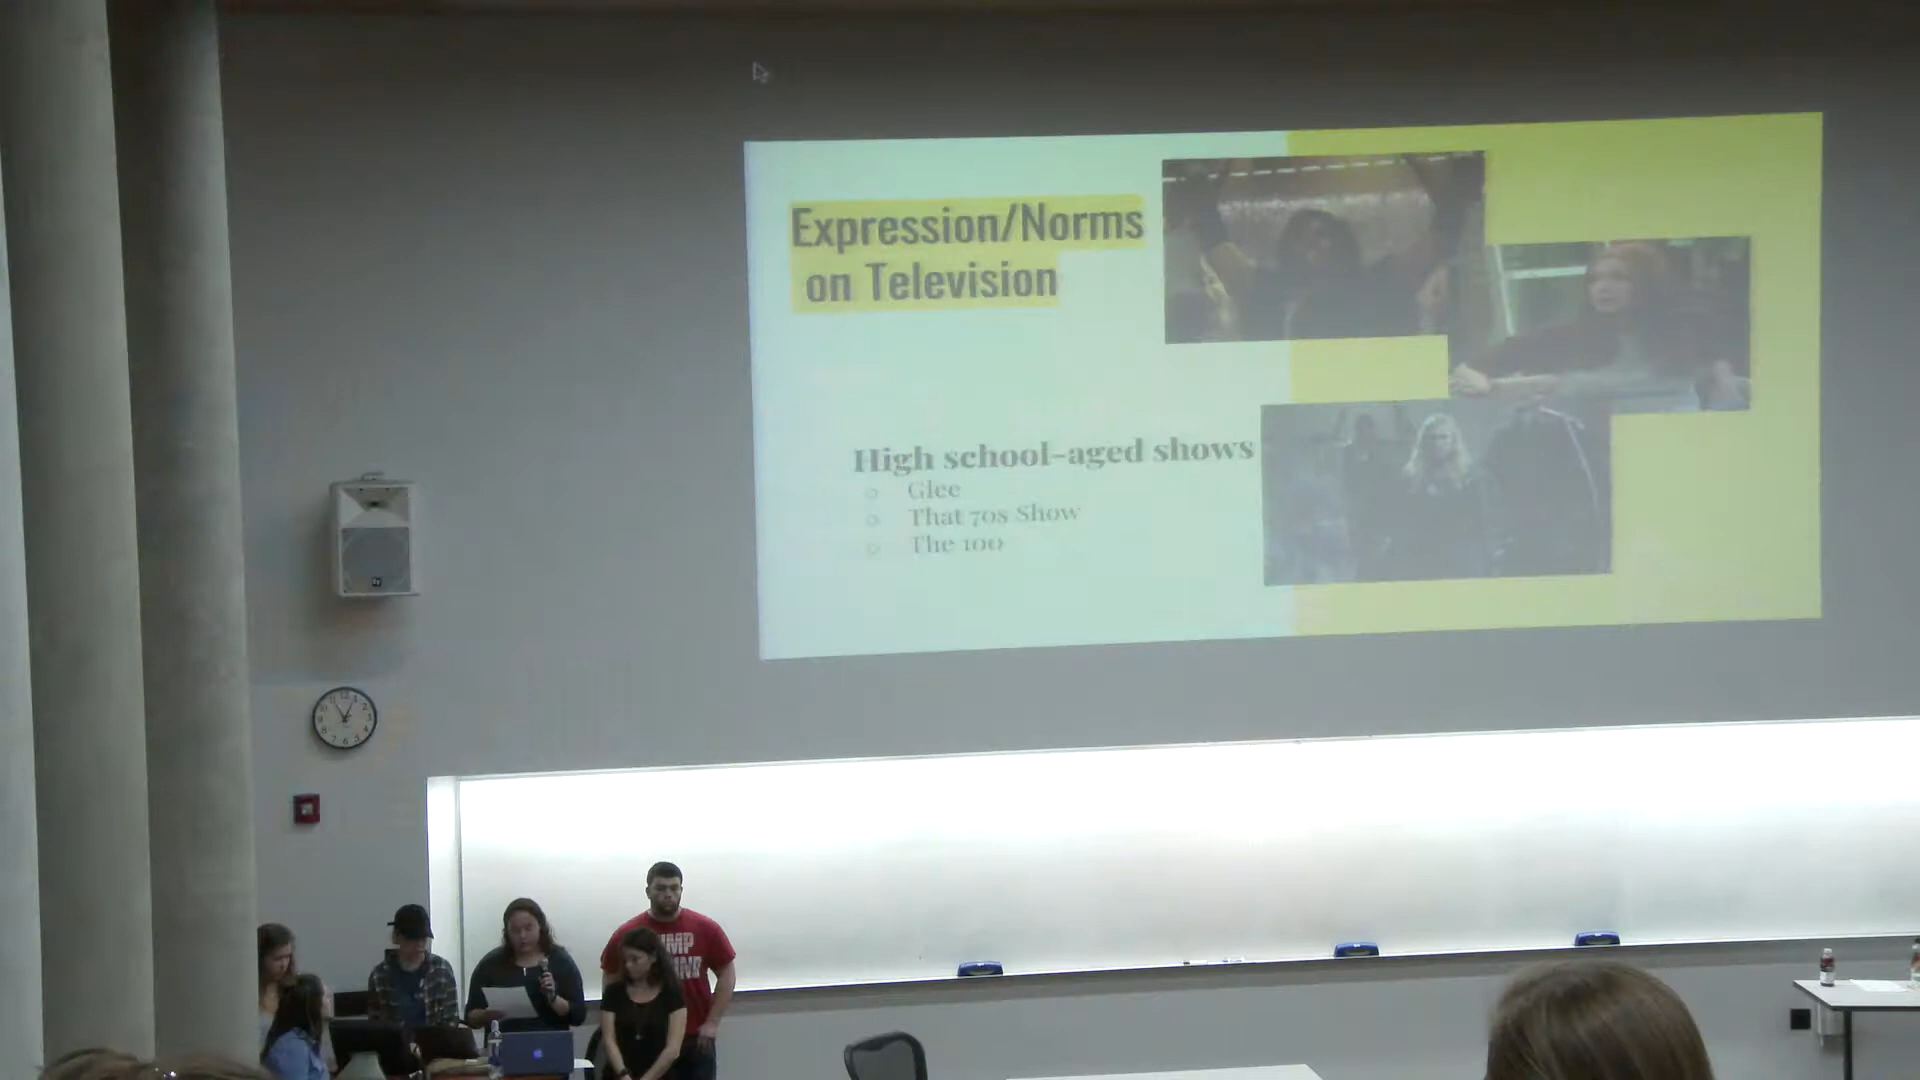 Expression/Norms
on Television
High school-aged shows
Glee
That 70s Show
The 100